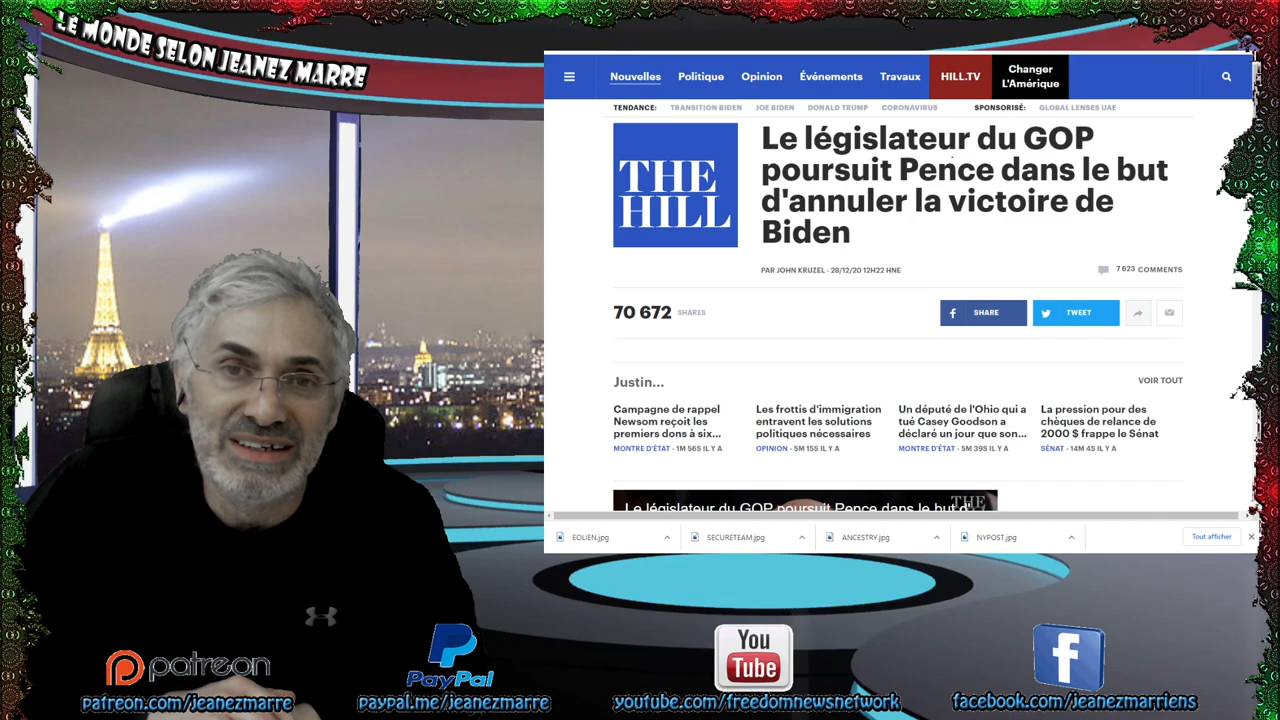 LE MONDE SELON JEANEZ MARRE
Nouvelles Politique Opinion Événements Travaux HILL.TV Changer
L'Amérique
TENDANCE: TRANSITION BIDEN JOE BIDEN DONALD TRUMP CORONAVIRUS SPONSORISÉ: GLOBAL LENSES UAE
THE
HILL
Le législateur du GOP
poursuit Pence dans le but
d'annuler la victoire de
Biden
PAR JOHN KRUZEL - 28/12/20 12H22 HNE
7 623 COMMENTS
70 672 SHARES
SHARE
TWEET
Justin...
VOIR TOUT
Campagne de rappel
Newsom reçoit les
premiers dons à six...
MONTRE D'ÉTAT - 1M 56S IL Y A
Les frottis d'immigration
entravent les solutions
politiques nécessaires
OPINION - 5M 15S IL Y A
Un député de l'Ohio qui a
tué Casey Goodson a
déclaré un jour que son...
MONTRE D'ÉTAT - 5M 39S IL Y A
La pression pour des
chèques de relance de
2000 $ frappe le Sénat
SÉNAT - 14M 4S IL Y A
Le législateur du GOP poursuit Pence dans le but d'...
THE
EOLIEN.jpg
SECURETEAM.jpg
ANCESTRY.jpg
NYPOST.jpg
Tout afficher
patreon
patreon.com/jeanezmarre
PayPal
paypal.me/jeanezmarre
You
Tube
youtube.com/freedomnewsnetwork
f
facebook.com/jeanezmarriens